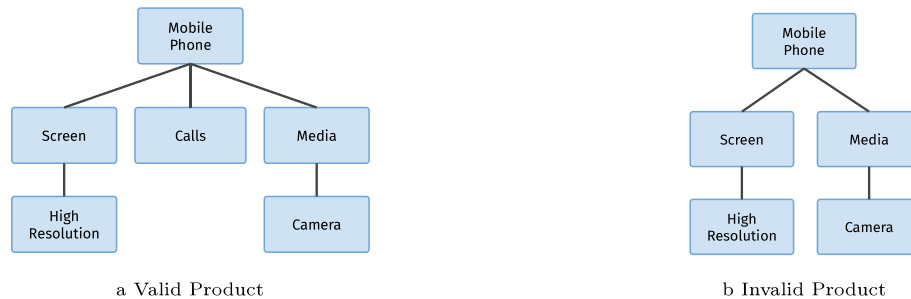 Mobile
Phone
Screen
Calls
Media
High
Resolution
Camera
a Valid Product
Mobile
Phone
Screen
Media
High
Resolution
Camera
b Invalid Product